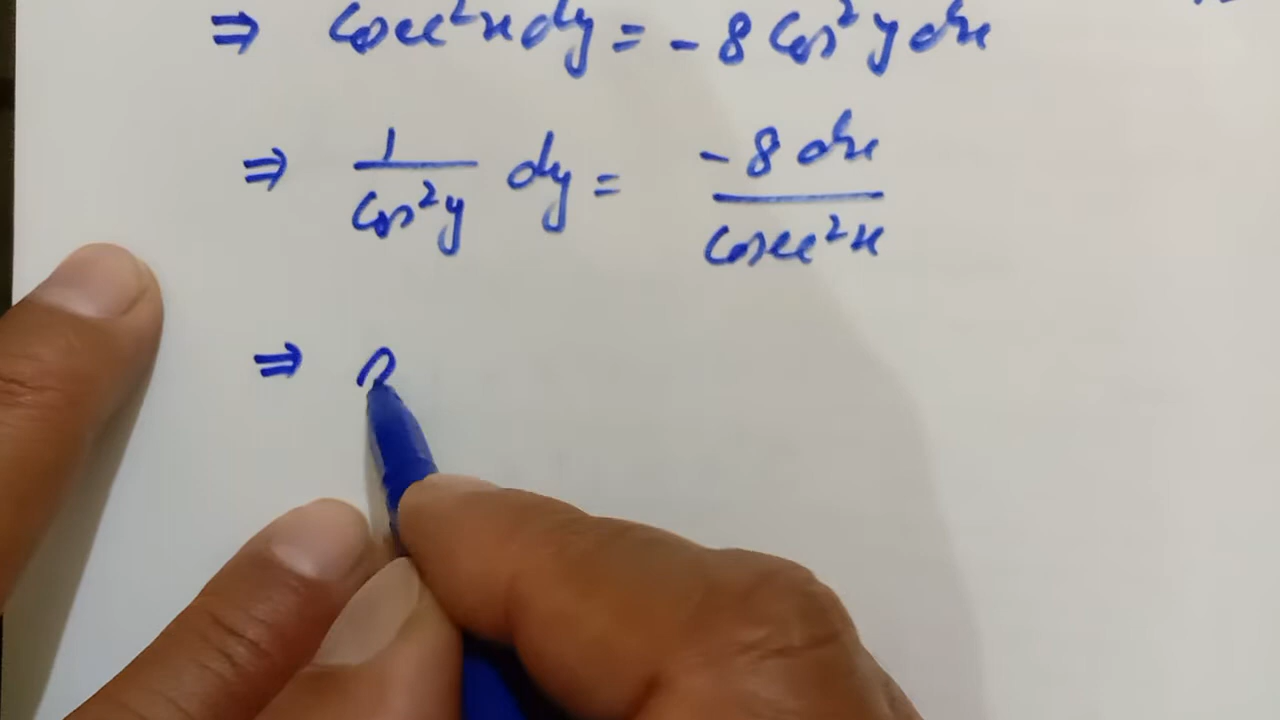 ⇒ cosec²x dy = - 8 cos²y dx
⇒ 1/cos²y dy = -8 dx/cosec²x
⇒